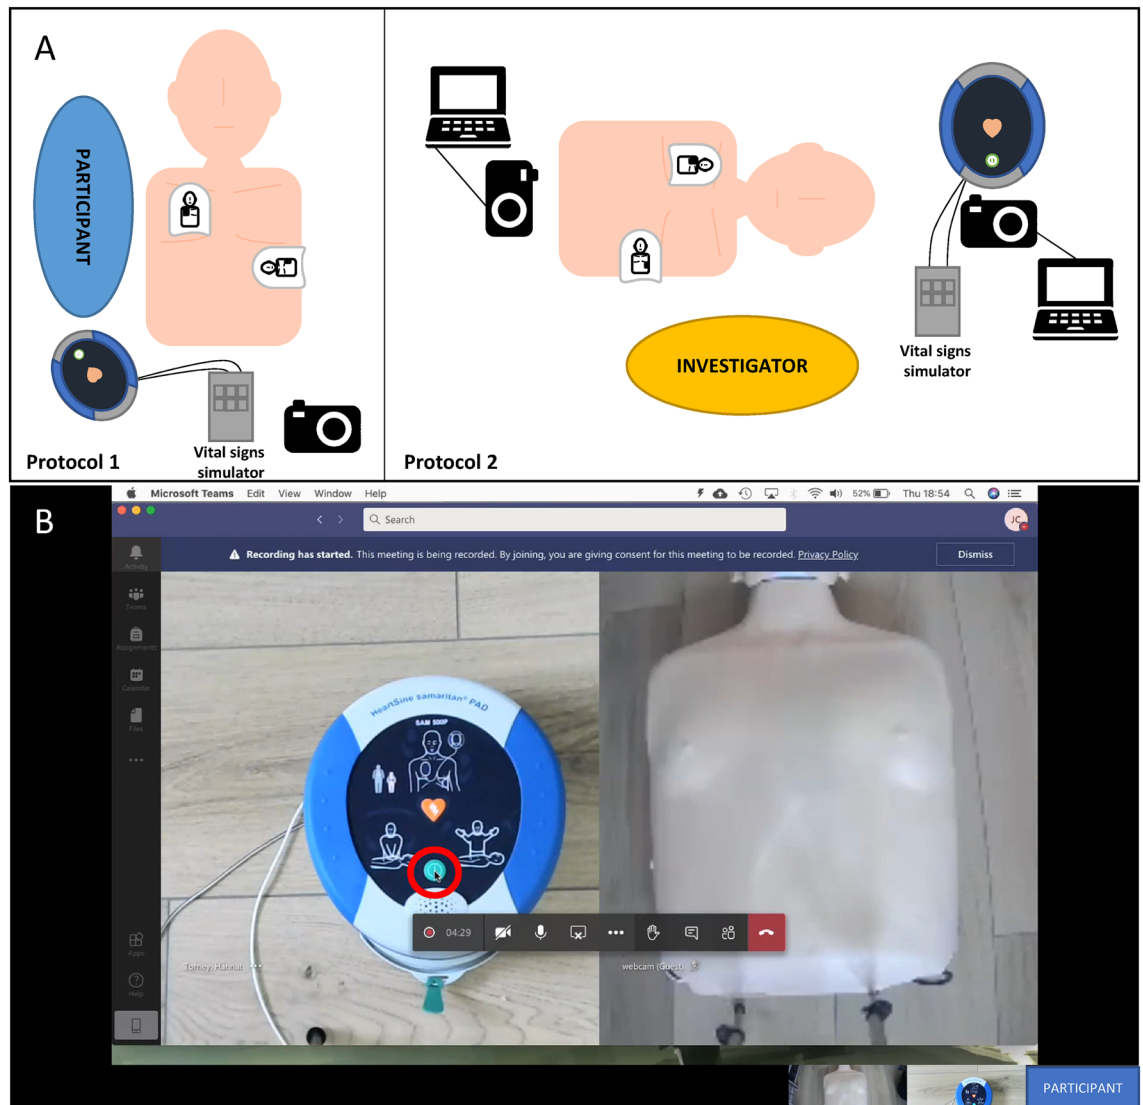 A
PARTICIPANT
Vital signs
simulator
Protocol 1
INVESTIGATOR
Vital signs
simulator
Protocol 2
B
Microsoft Teams Edit View Window Help
52% Thu 18:54
Search
JC
Recording has started. This meeting is being recorded. By joining, you are giving consent for this meeting to be recorded. Privacy Policy
Dismiss
Activity
Teams
Assignments
Calendar
Files
HeartSine samaritan® PAD
SAM 500P
04:29
Torney, Hannah
webcam (Guest)
Apps
Help
PARTICIPANT